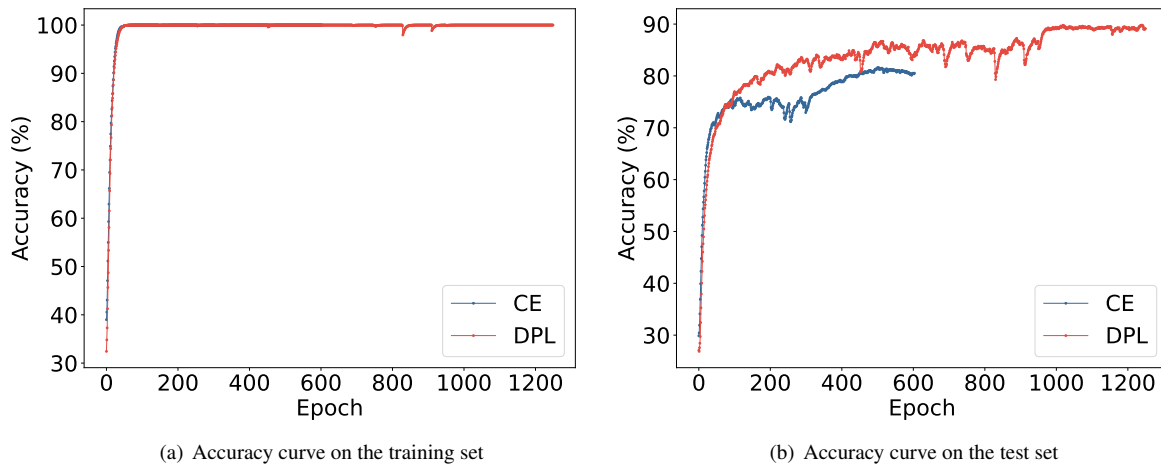 100
90
80
70
60
50
40
30
Accuracy (%)
0 200 400 600 800 1000 1200
Epoch
CE
DPL
(a) Accuracy curve on the training set
90
80
70
60
50
40
30
Accuracy (%)
0 200 400 600 800 1000 1200
Epoch
CE
DPL
(b) Accuracy curve on the test set